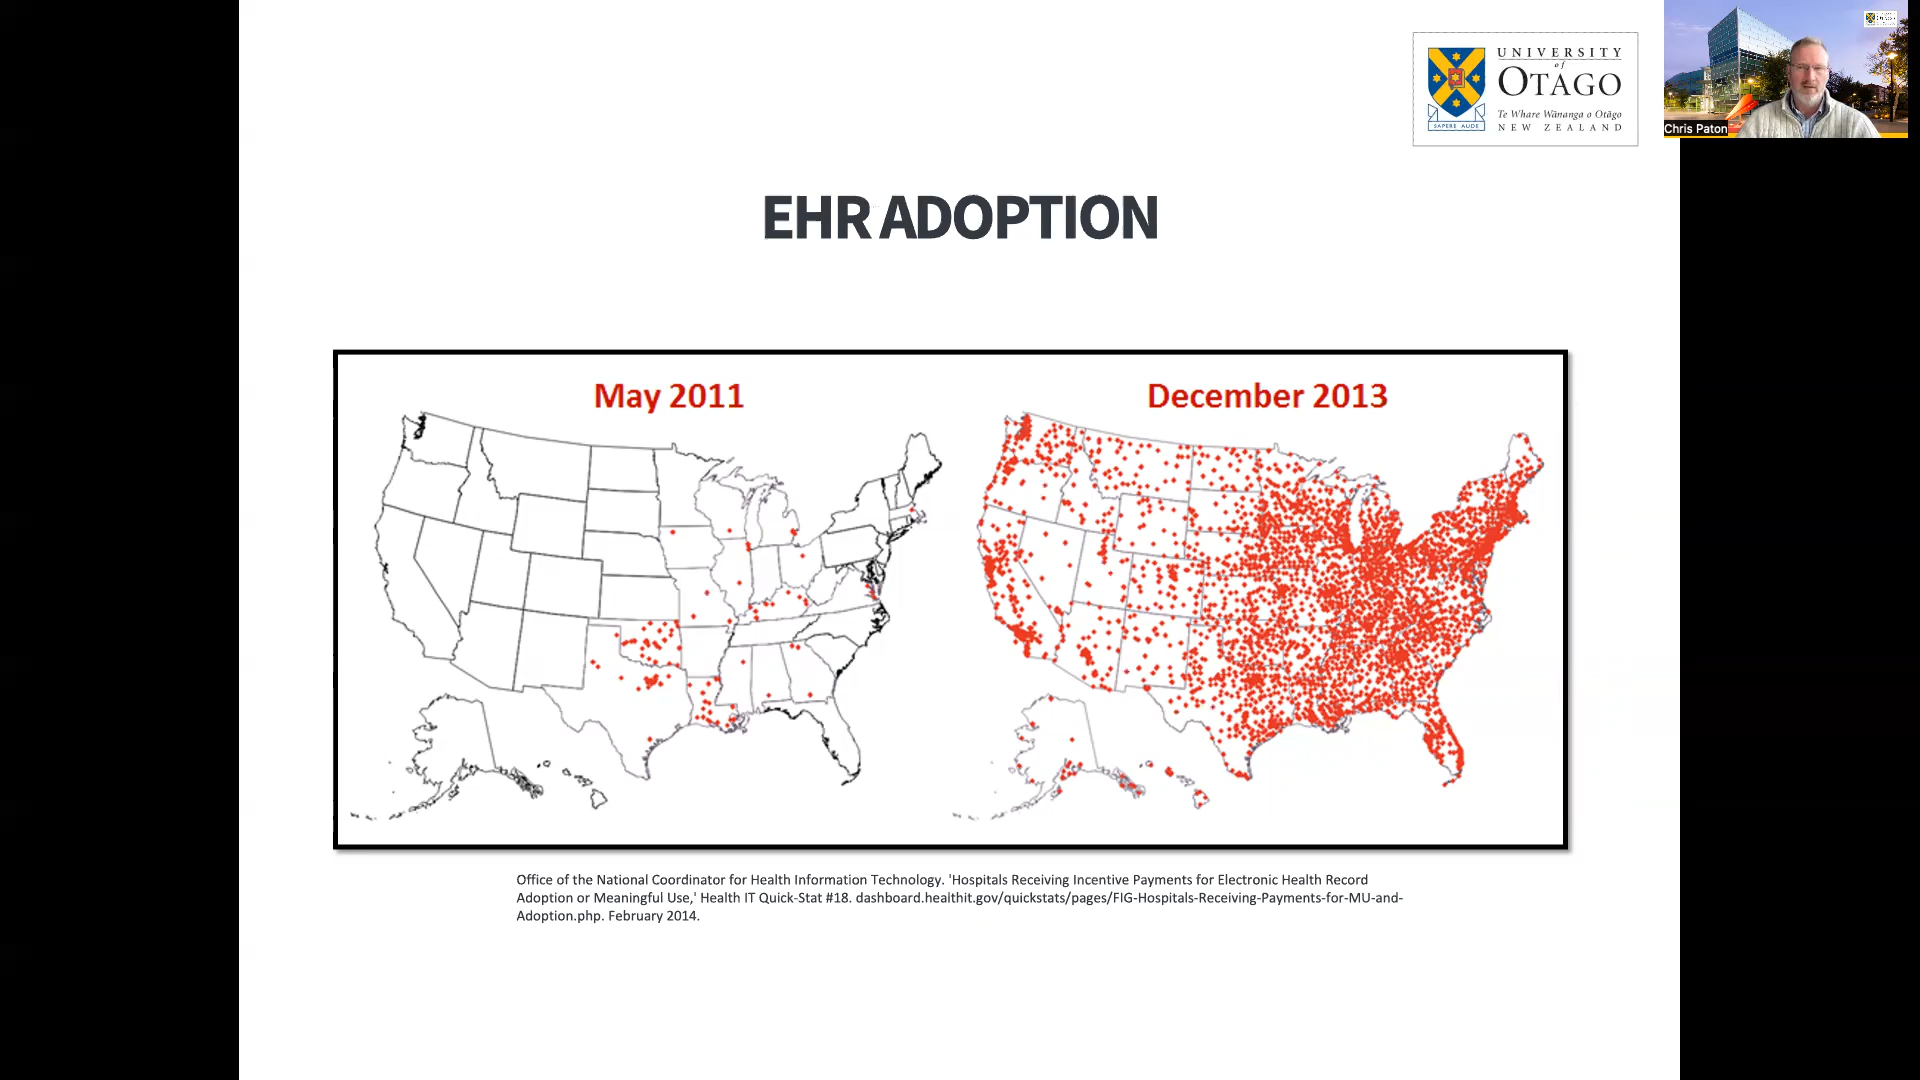 UNIVERSITY
of
OTAGO
Te Whare Wānanga o Otāgo
NEW ZEALAND
SAPERE AUDE
Chris Paton
EHR ADOPTION
May 2011
December 2013
Office of the National Coordinator for Health Information Technology. 'Hospitals Receiving Incentive Payments for Electronic Health Record
Adoption or Meaningful Use,' Health IT Quick-Stat #18. dashboard.healthit.gov/quickstats/pages/FIG-Hospitals-Receiving-Payments-for-MU-and-
Adoption.php. February 2014.